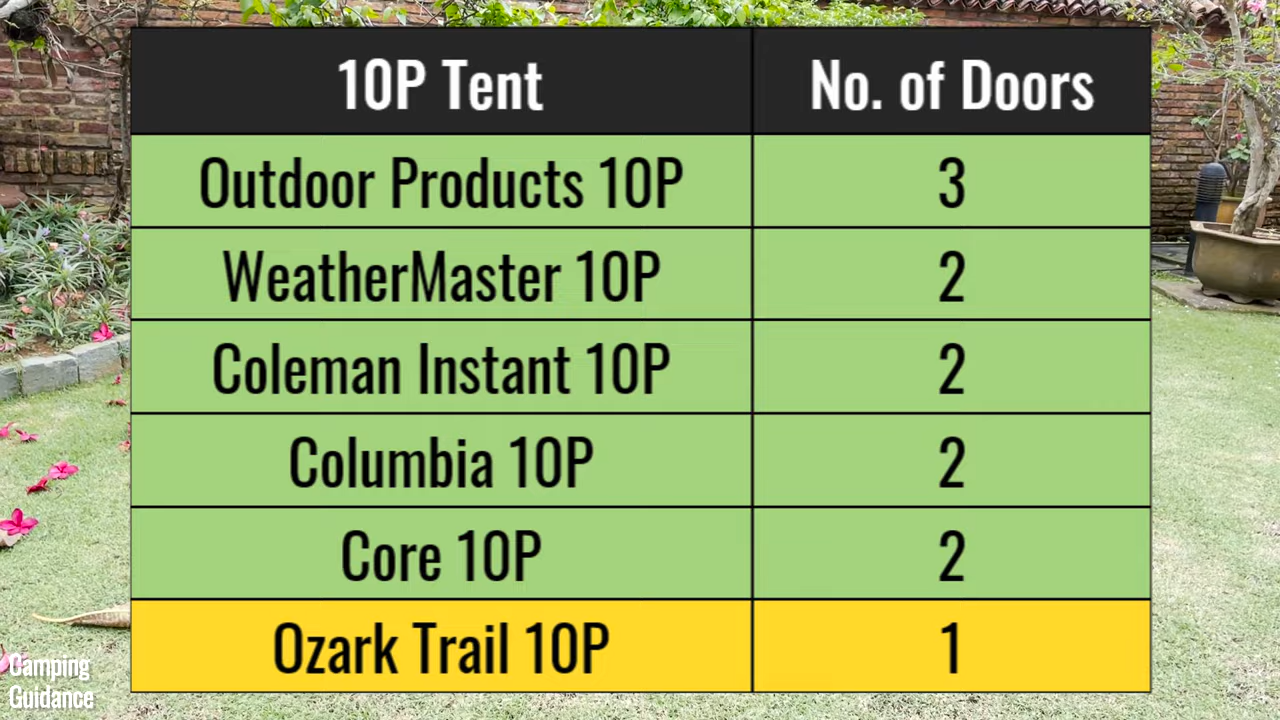 10P Tent No. of Doors
Outdoor Products 10P 3
WeatherMaster 10P 2
Coleman Instant 10P 2
Columbia 10P 2
Core 10P 2
Ozark Trail 10P 1
Camping
Guidance